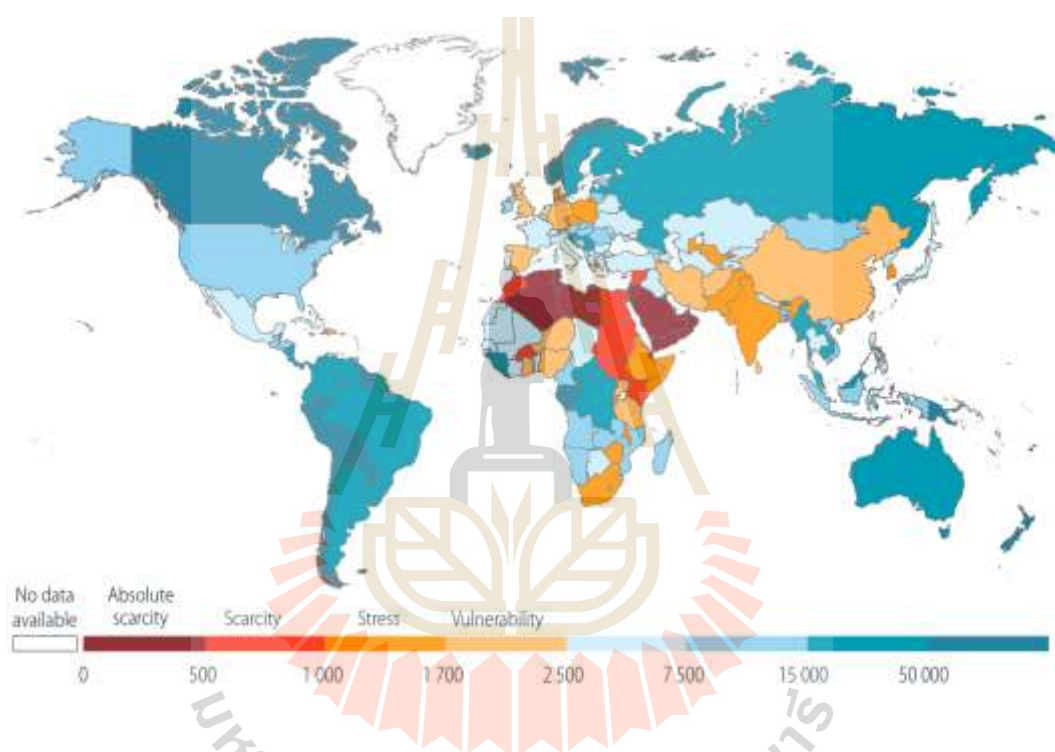 No data available
Absolute scarcity
Scarcity
Stress
Vulnerability
0 500 1 000 1 700 2 500 7 500 15 000 50 000